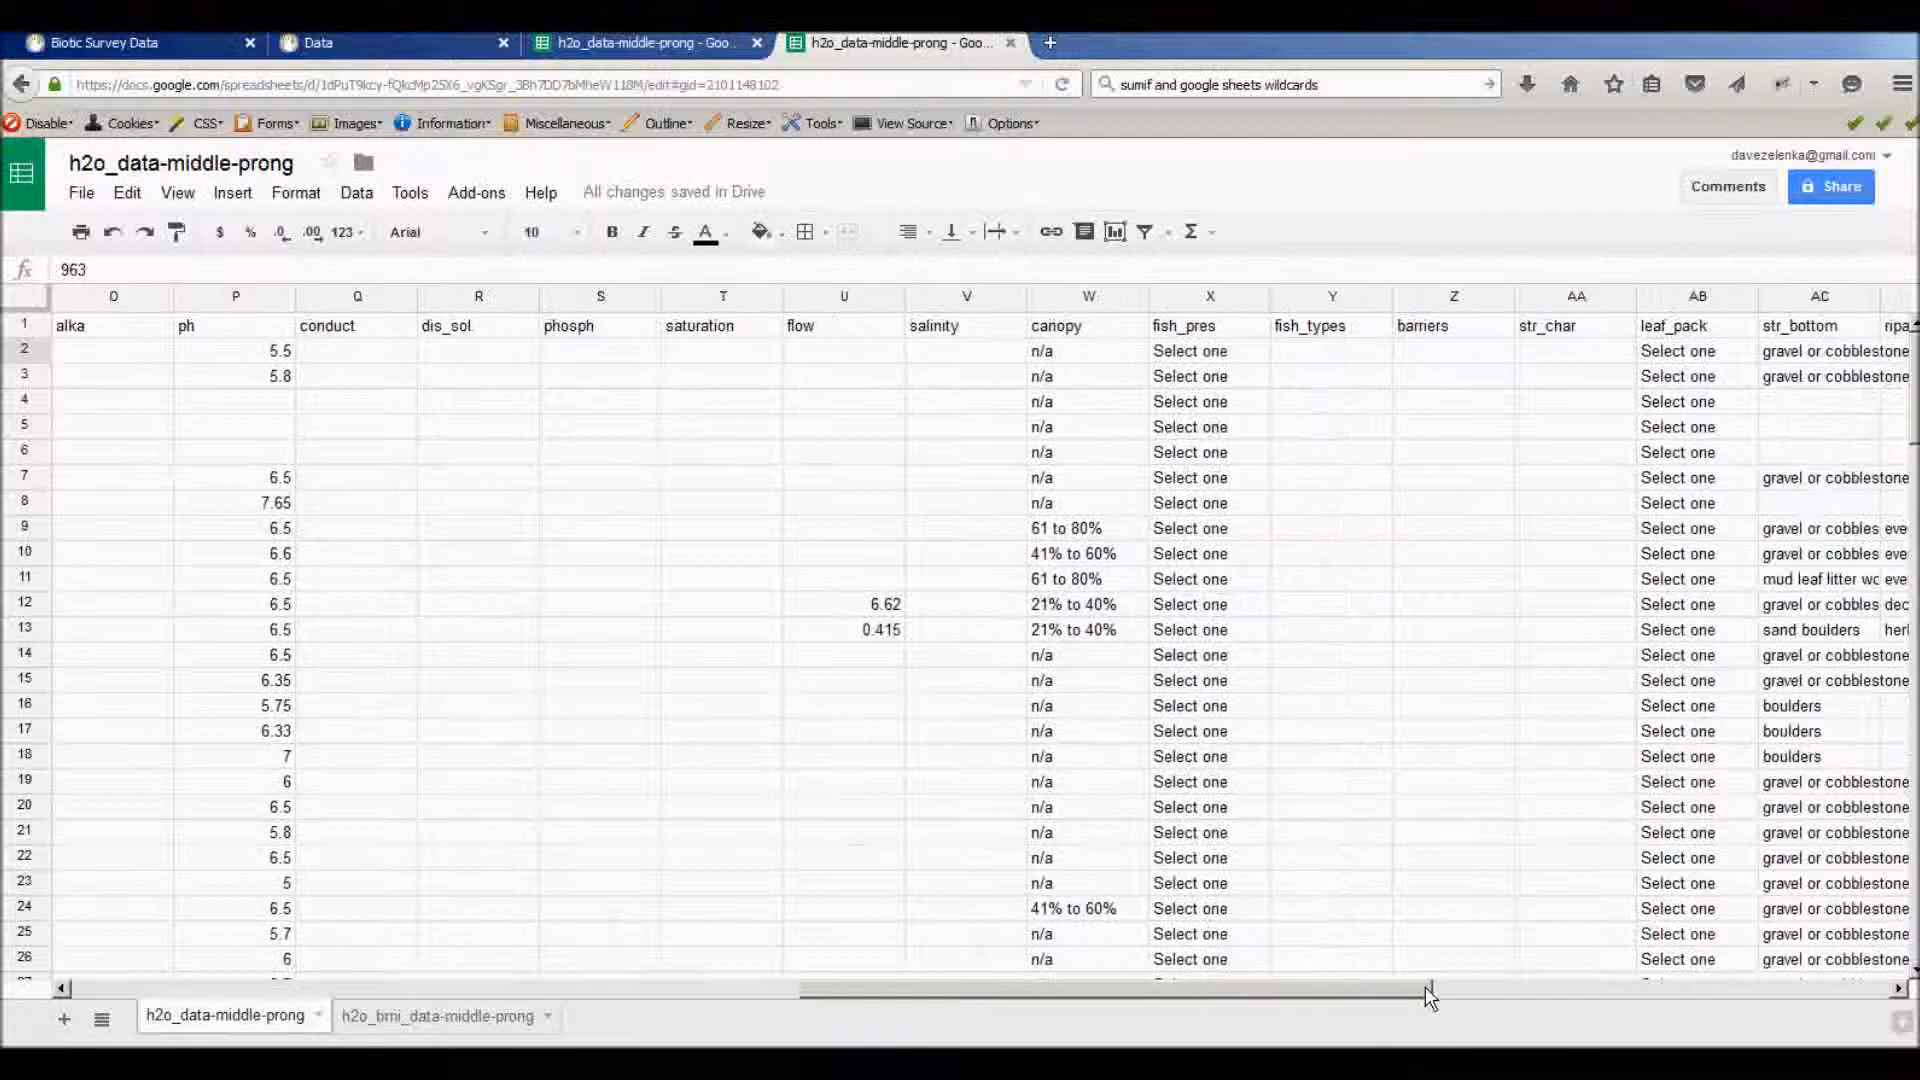 Biotic Survey Data
Data
h2o_data-middle-prong - Goo...
h2o_data-middle-prong - Goo...
sumif and google sheets wildcards
Disable Cookies CSS Forms Images Information Miscellaneous Outline Resize Tools View Source Options
h2o_data-middle-prong
davezelenka@gmail.com
File Edit View Insert Format Data Tools Add-ons Help All changes saved in Drive
Comments Share
$ % .0 .00 123 Arial 10 B I S A Σ
fx 963
O P Q R S T U V W X Y Z AA AB AC
1 alka ph conduct dis_sol phosph saturation flow salinity canopy fish_pres fish_types barriers str_char leaf_pack str_bottom ripa
2 5.5 n/a Select one Select one gravel or cobblestone
3 5.8 n/a Select one Select one gravel or cobblestone
4 n/a Select one Select one
5 n/a Select one Select one
6 n/a Select one Select one
7 6.5 n/a Select one Select one gravel or cobblestone
8 7.65 n/a Select one Select one
9 6.5 61 to 80% Select one Select one gravel or cobbles eve
10 6.6 41% to 60% Select one Select one gravel or cobbles eve
11 6.5 61 to 80% Select one Select one mud leaf litter wc eve
12 6.5 6.62 21% to 40% Select one Select one gravel or cobbles dec
13 6.5 0.415 21% to 40% Select one Select one sand boulders herl
14 6.5 n/a Select one Select one gravel or cobblestone
15 6.35 n/a Select one Select one gravel or cobblestone
16 5.75 n/a Select one Select one boulders
17 6.33 n/a Select one Select one boulders
18 7 n/a Select one Select one boulders
19 6 n/a Select one Select one gravel or cobblestone
20 6.5 n/a Select one Select one gravel or cobblestone
21 5.8 n/a Select one Select one gravel or cobblestone
22 6.5 n/a Select one Select one gravel or cobblestone
23 5 n/a Select one Select one gravel or cobblestone
24 6.5 41% to 60% Select one Select one gravel or cobblestone
25 5.7 n/a Select one Select one gravel or cobblestone
26 6 n/a Select one Select one gravel or cobblestone
h2o_data-middle-prong h2o_bmi_data-middle-prong